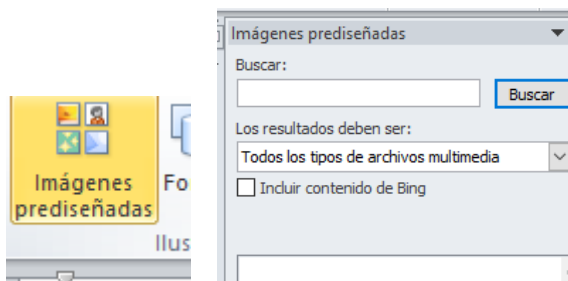 Imágenes
prediseñadas
Fo
Ilus
Imágenes prediseñadas
Buscar:
Buscar
Los resultados deben ser:
Todos los tipos de archivos multimedia
Incluir contenido de Bing